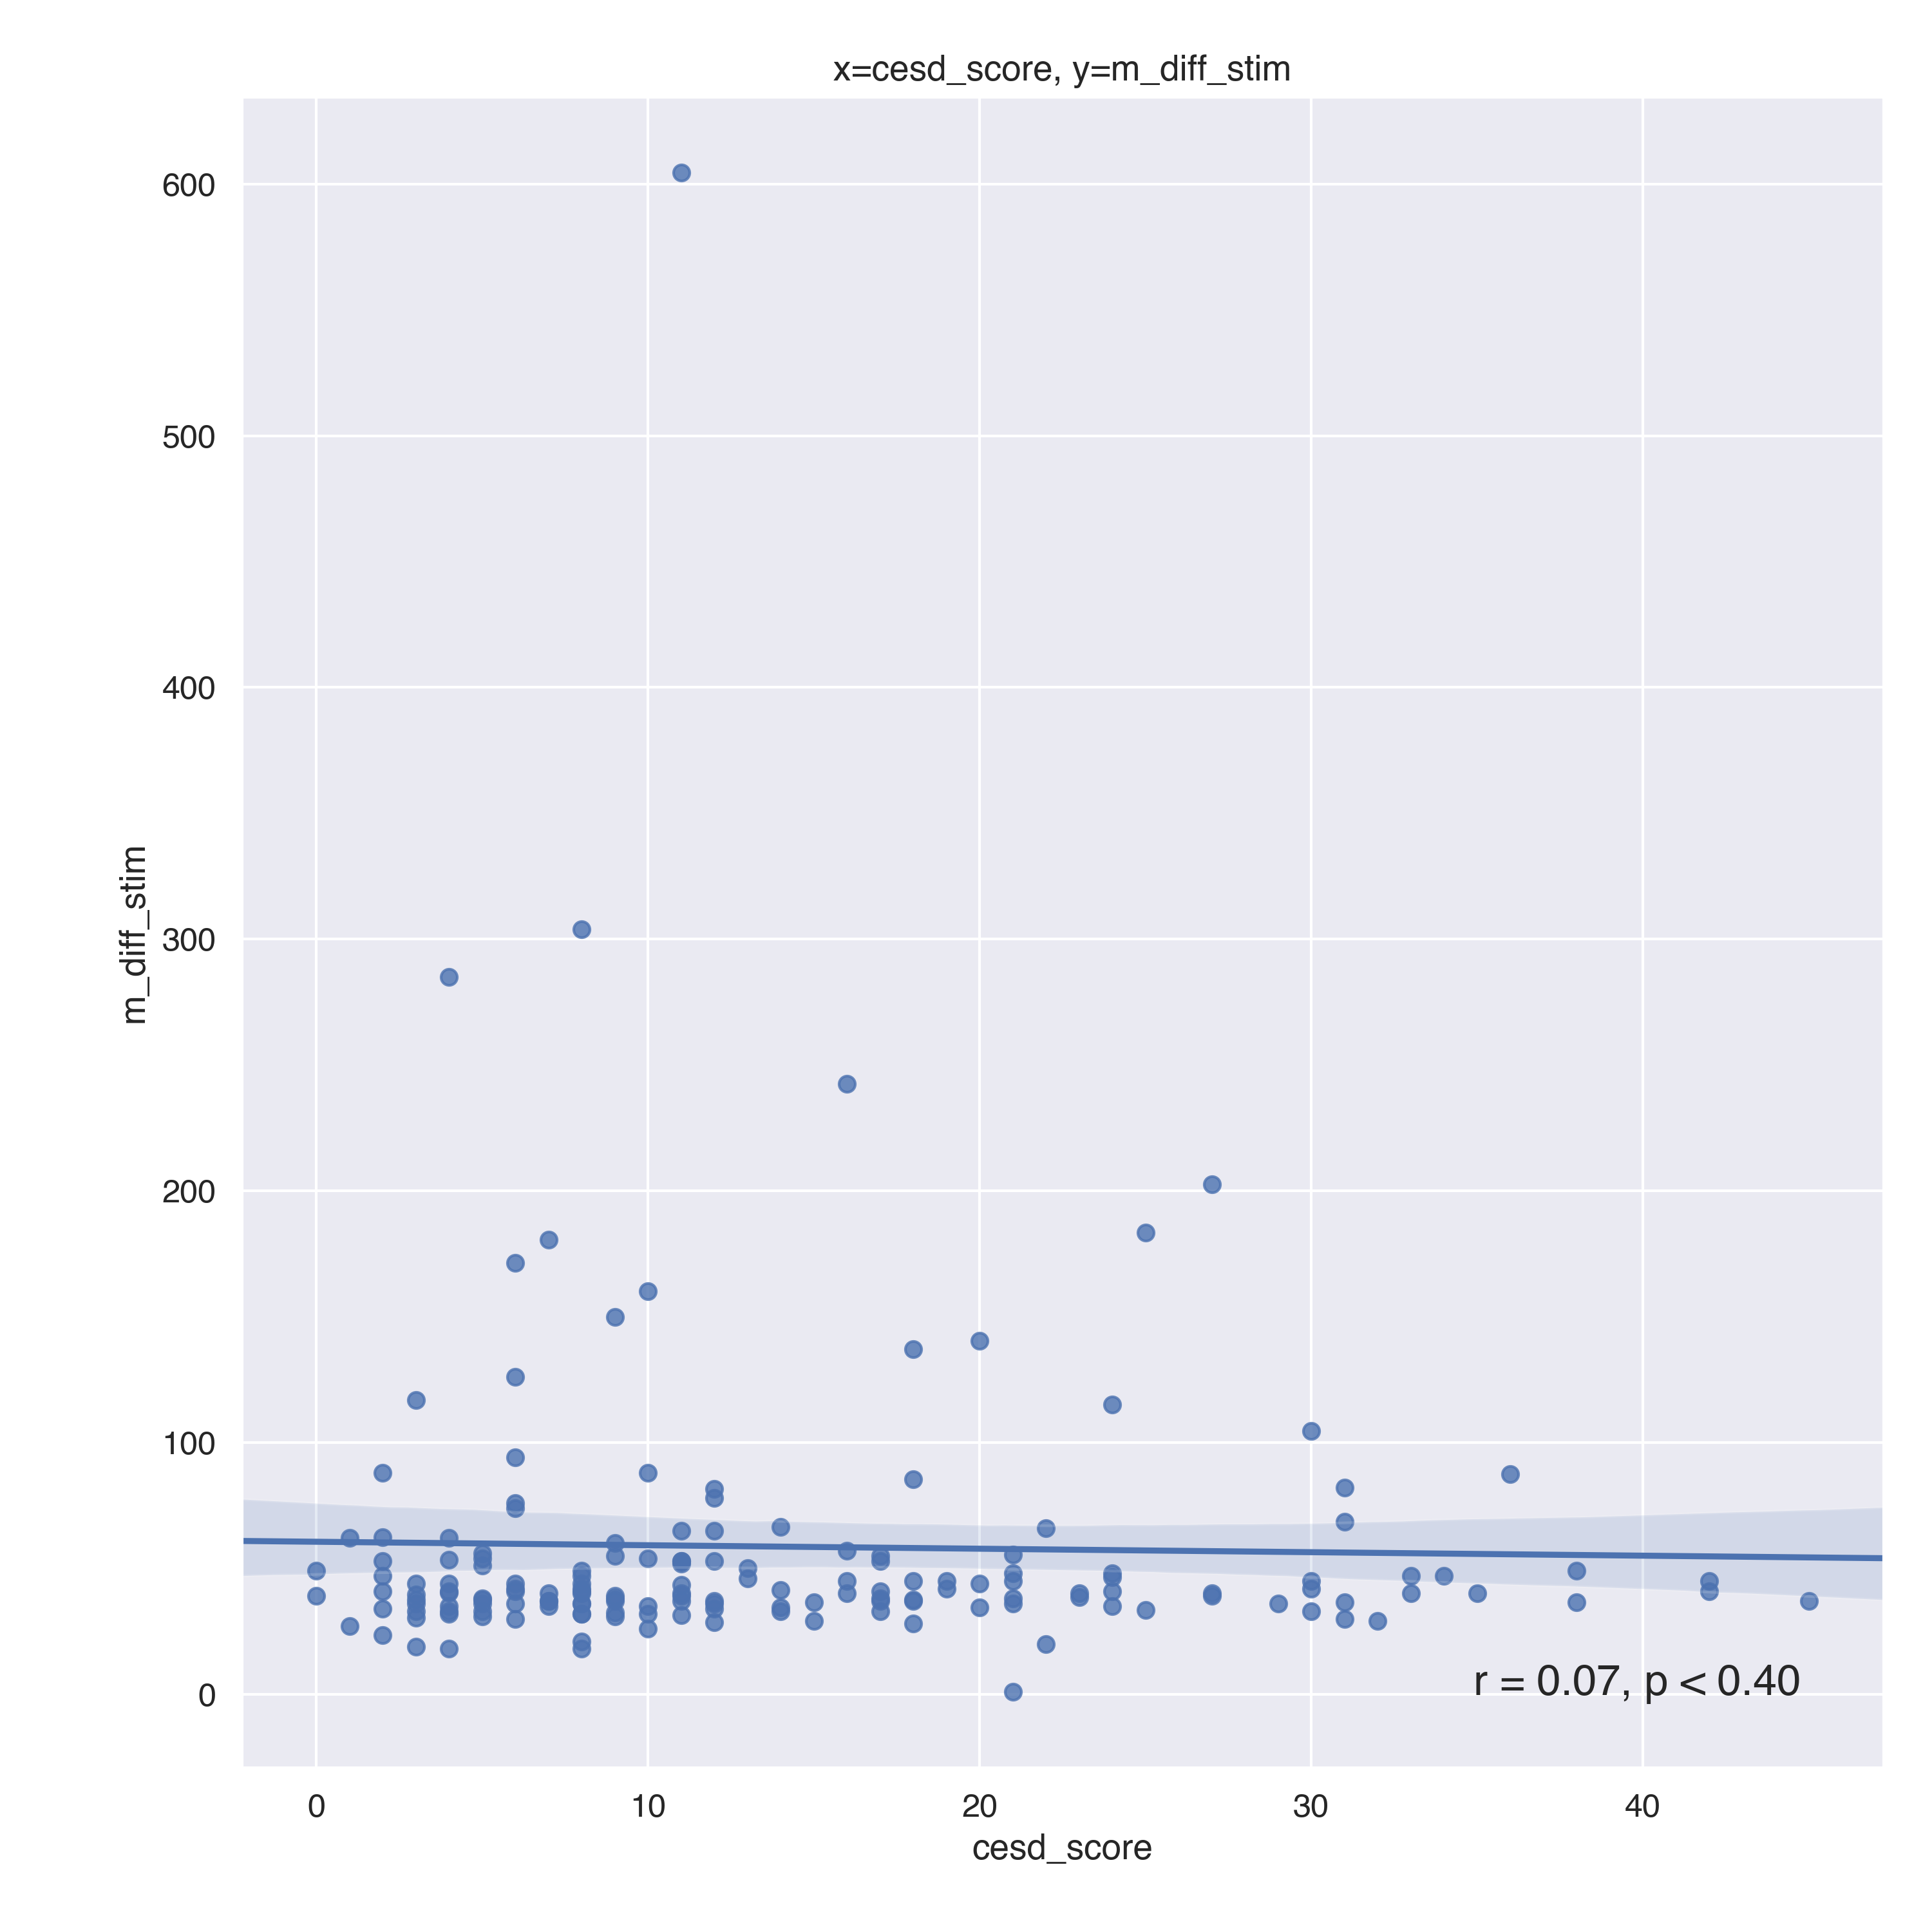 x=cesd_score, y=m_diff_stim
600
500
400
300
200
100
0
m_diff_stim
r = 0.07, p < 0.40
0 10 20 30 40
cesd_score